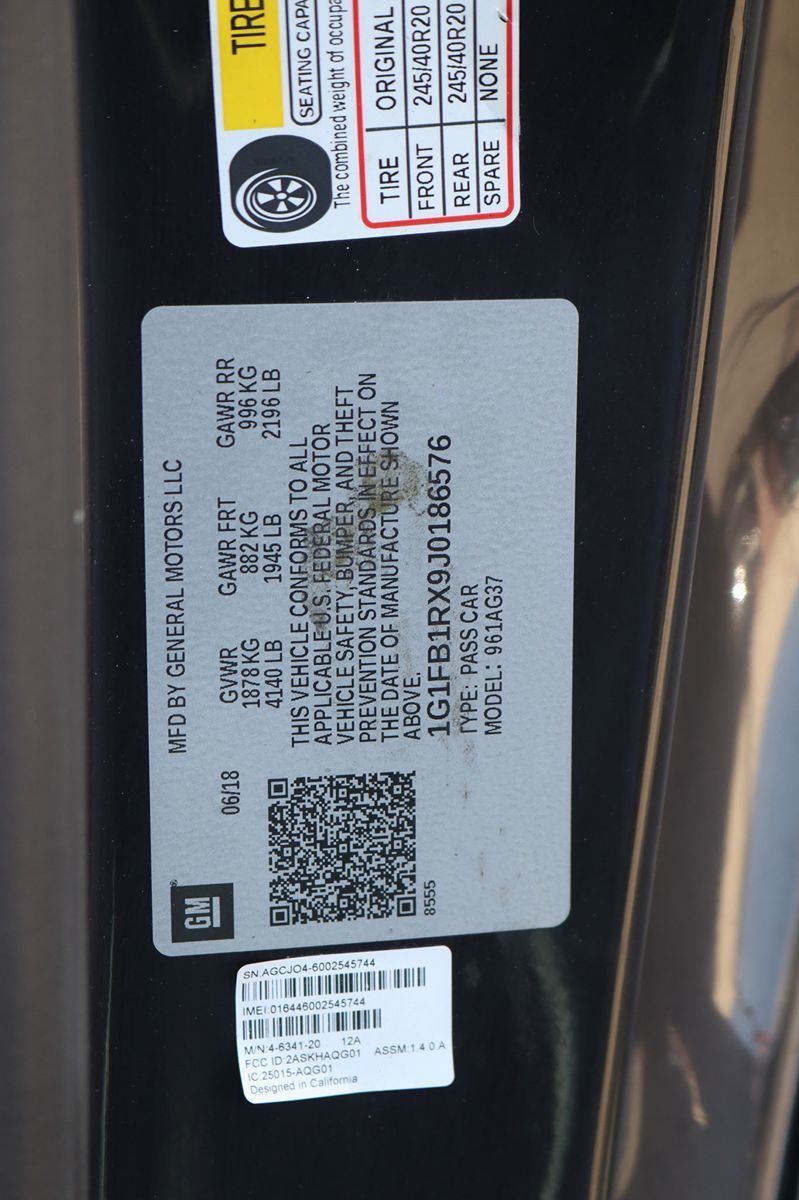 TIRE
SEATING CAPA
The combined weight of occupa
TIRE ORIGINAL
FRONT 245/40R20
REAR 245/40R20
SPARE NONE
GM
®
MFD BY GENERAL MOTORS LLC
06/18
GVWR GAWR FRT GAWR RR
1878 KG 882 KG 996 KG
4140 LB 1945 LB 2196 LB
THIS VEHICLE CONFORMS TO ALL
APPLICABLE U.S. FEDERAL MOTOR
VEHICLE SAFETY, BUMPER, AND THEFT
PREVENTION STANDARDS IN EFFECT ON
THE DATE OF MANUFACTURE SHOWN
ABOVE.
1G1FB1RX9J0186576
TYPE: PASS CAR
MODEL: 961AG37
8555
SN:AGCJO4-6002545744
IMEI:016446002545744
M/N:4-6341-20 12A
FCC ID:2ASKHAQG01 ASSM:1.4.0.A
IC:25015-AQG01
Designed in California